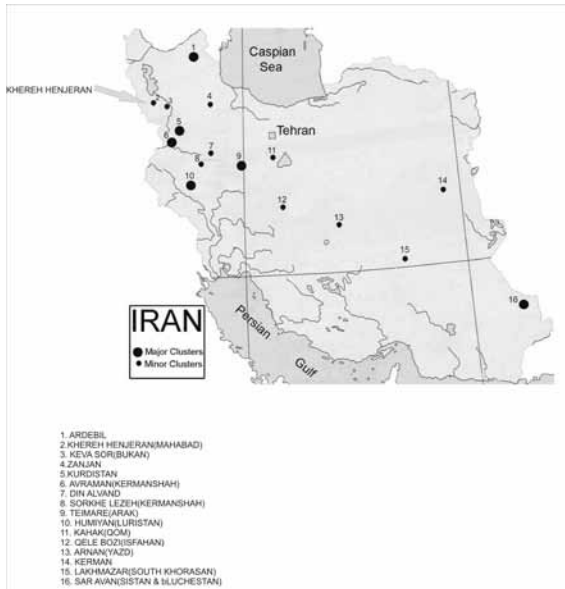 1
Caspian
Sea
KHEREH HENJERAN
2
3
4
5
Tehran
6
7
8
9
11
10
14
12
13
15
16
IRAN
Persian
Gulf
Major Clusters
Minor Clusters
1. ARDEBIL
2.KHEREH HENJERAN(MAHABAD)
3. KEVA SOR(BUKAN)
4.ZANJAN
5.KURDISTAN
6. AVRAMAN(KERMANSHAH)
7. DIN ALVAND
8. SORKHE LEZEH(KERMANSHAH)
9. TEIMARE(ARAK)
10. HUMIYAN(LURISTAN)
11. KAHAK(QOM)
12. QELE BOZI(ISFAHAN)
13. ARNAN(YAZD)
14. KERMAN
15. LAKHMAZAR(SOUTH KHORASAN)
16. SAR AVAN(SISTAN & bLUCHESTAN)